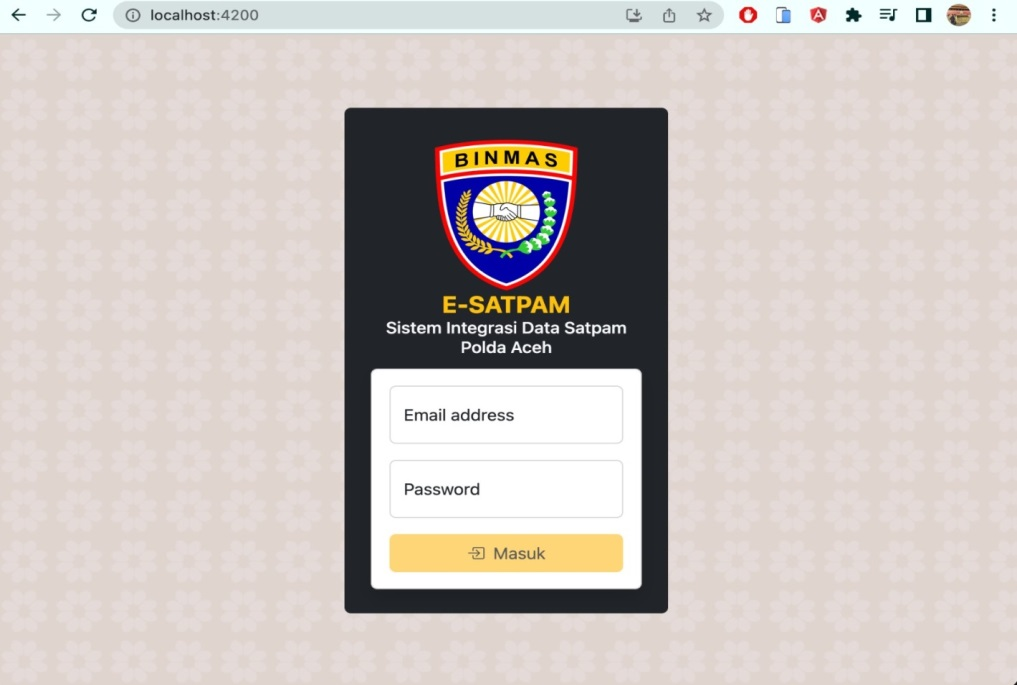 localhost:4200
BINMAS
E-SATPAM
Sistem Integrasi Data Satpam
Polda Aceh
Email address
Password
Masuk